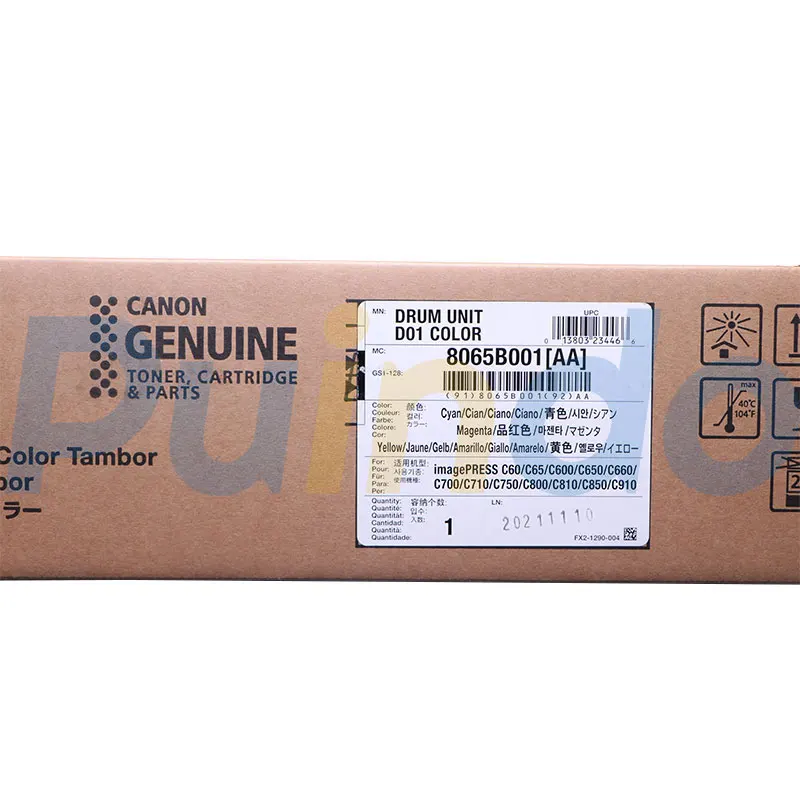 CANON
GENUINE
TONER, CARTRIDGE
& PARTS
Color Tambor
ラー
MN:
DRUM UNIT
D01 COLOR
UPC
0 13803 23446 6
MC:
8065B001[AA]
GS1-128:
(91)8065B001(92)AA
Color: 颜色:
Couleur: 컬러:
Farbe: カラー:
Colore:
Cor:
Cyan/Cian/Ciano/Ciano/青色/시안/シアン
Magenta/品红色/마젠타/マゼンタ
Yellow/Jaune/Gelb/Amarillo/Giallo/Amarelo/黄色/옐로우/イエロー
For: 适用机型:
Pour: 사용기종:
Für: 使用機種:
Para:
Per:
imagePRESS C60/C65/C600/C650/C660/
C700/C710/C750/C800/C810/C850/C910
Quantity: 容纳个数:
Quantité: 입수:
Quantität: 入数:
Cantidad:
Quantità:
Quantidade:
1
LN:
20211110
FX2-1290-004
max
40℃
104°F
Puindo